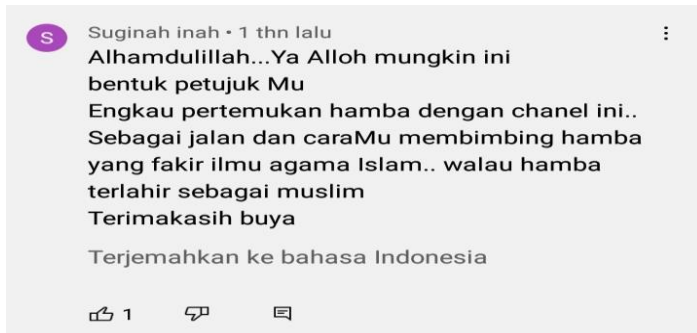 S
Suginah inah • 1 thn lalu
Alhamdulillah...Ya Alloh mungkin ini
bentuk petujuk Mu
Engkau pertemukan hamba dengan chanel ini..
Sebagai jalan dan caraMu membimbing hamba
yang fakir ilmu agama Islam.. walau hamba
terlahir sebagai muslim
Terimakasih buya
Terjemahkan ke bahasa Indonesia
1